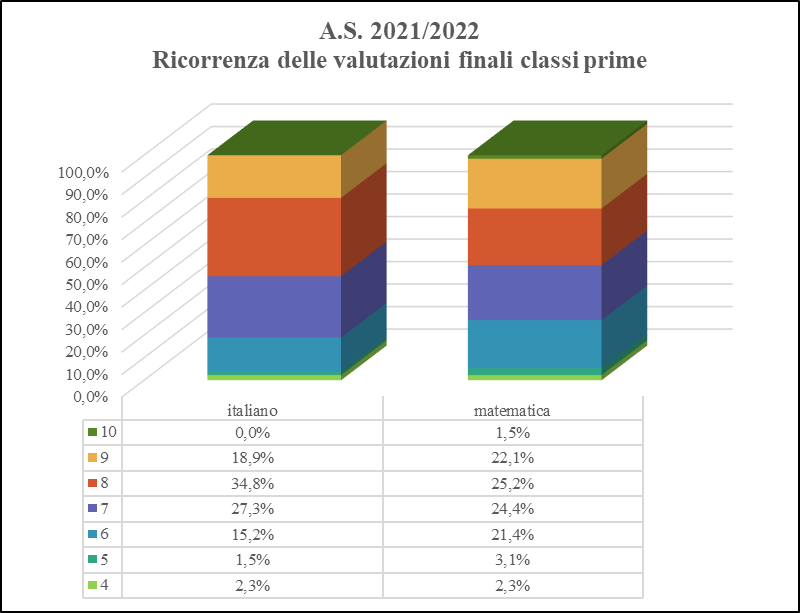 A.S. 2021/2022
Ricorrenza delle valutazioni finali classi prime
100,0%
90,0%
80,0%
70,0%
60,0%
50,0%
40,0%
30,0%
20,0%
10,0%
0,0%
italiano matematica
10 0,0% 1,5%
9 18,9% 22,1%
8 34,8% 25,2%
7 27,3% 24,4%
6 15,2% 21,4%
5 1,5% 3,1%
4 2,3% 2,3%